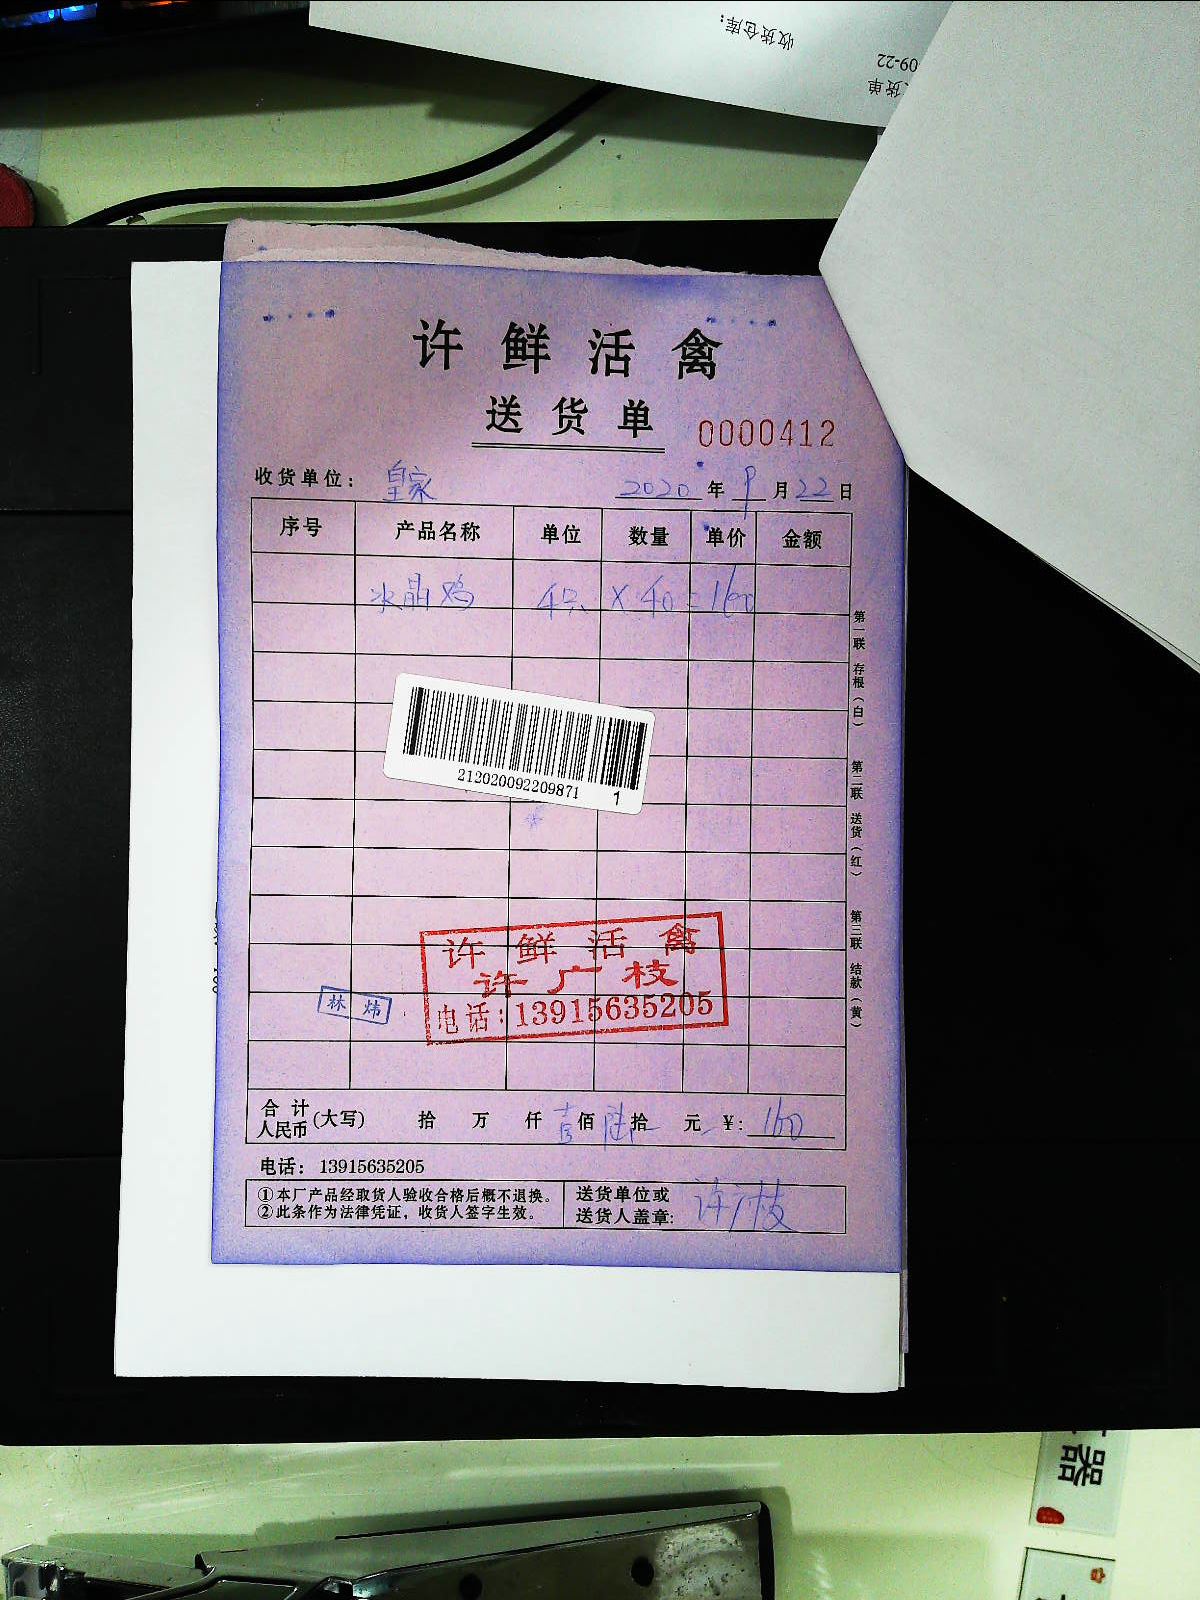 收货仓库：
09-22
货单
许鲜活禽
送货单
0000412
收货单位： 皇家 2020 年 9 月 22 日
序号 产品名称 单位 数量 单价 金额
水晶鸡 4只 X 40 = 160
第一联 存根（白） 第二联 送货（红） 第三联 结款（黄）
212020092209871 1
许鲜活禽
许广枝
电话：13915635205
林炜
合计人民币(大写) 拾 万 仟 壹佰 陆拾 元 ¥: 160
电话： 13915635205
①本厂产品经取货人验收合格后概不退换。
②此条作为法律凭证，收货人签字生效。
送货单位或
送货人盖章: 许广枝
器